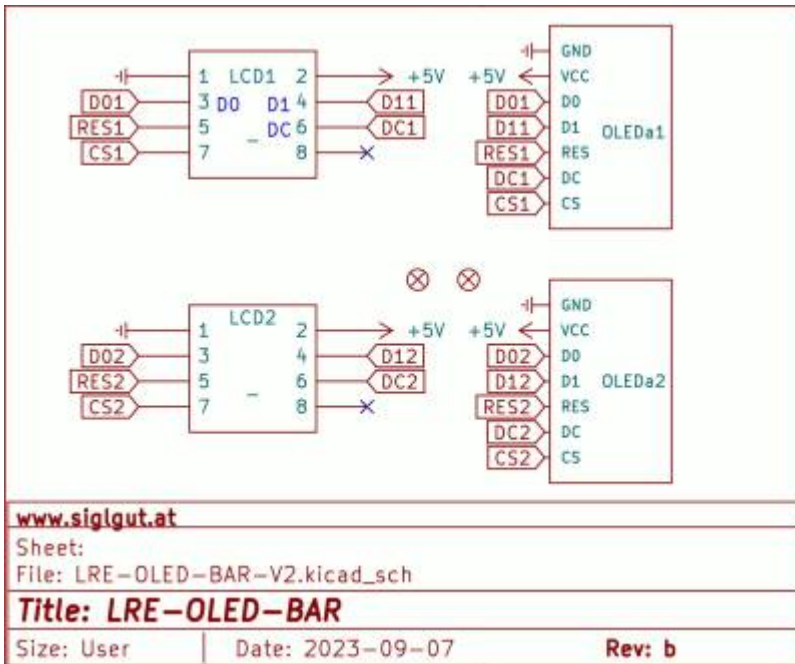 GND
1 LCD1 2 +5V +5V VCC
D01 3 D0 D1 4 D11 D01 D0
RES1 5 DC 6 DC1 D11 D1 OLEDa1
CS1 7 _ 8 RES1 RES
DC1 DC
CS1 CS
GND
1 LCD2 2 +5V +5V VCC
D02 3 4 D12 D02 D0
RES2 5 6 DC2 D12 D1 OLEDa2
CS2 7 _ 8 RES2 RES
DC2 DC
CS2 CS
www.siglgut.at
Sheet:
File: LRE-OLED-BAR-V2.kicad_sch
Title: LRE-OLED-BAR
Size: User Date: 2023-09-07 Rev: b